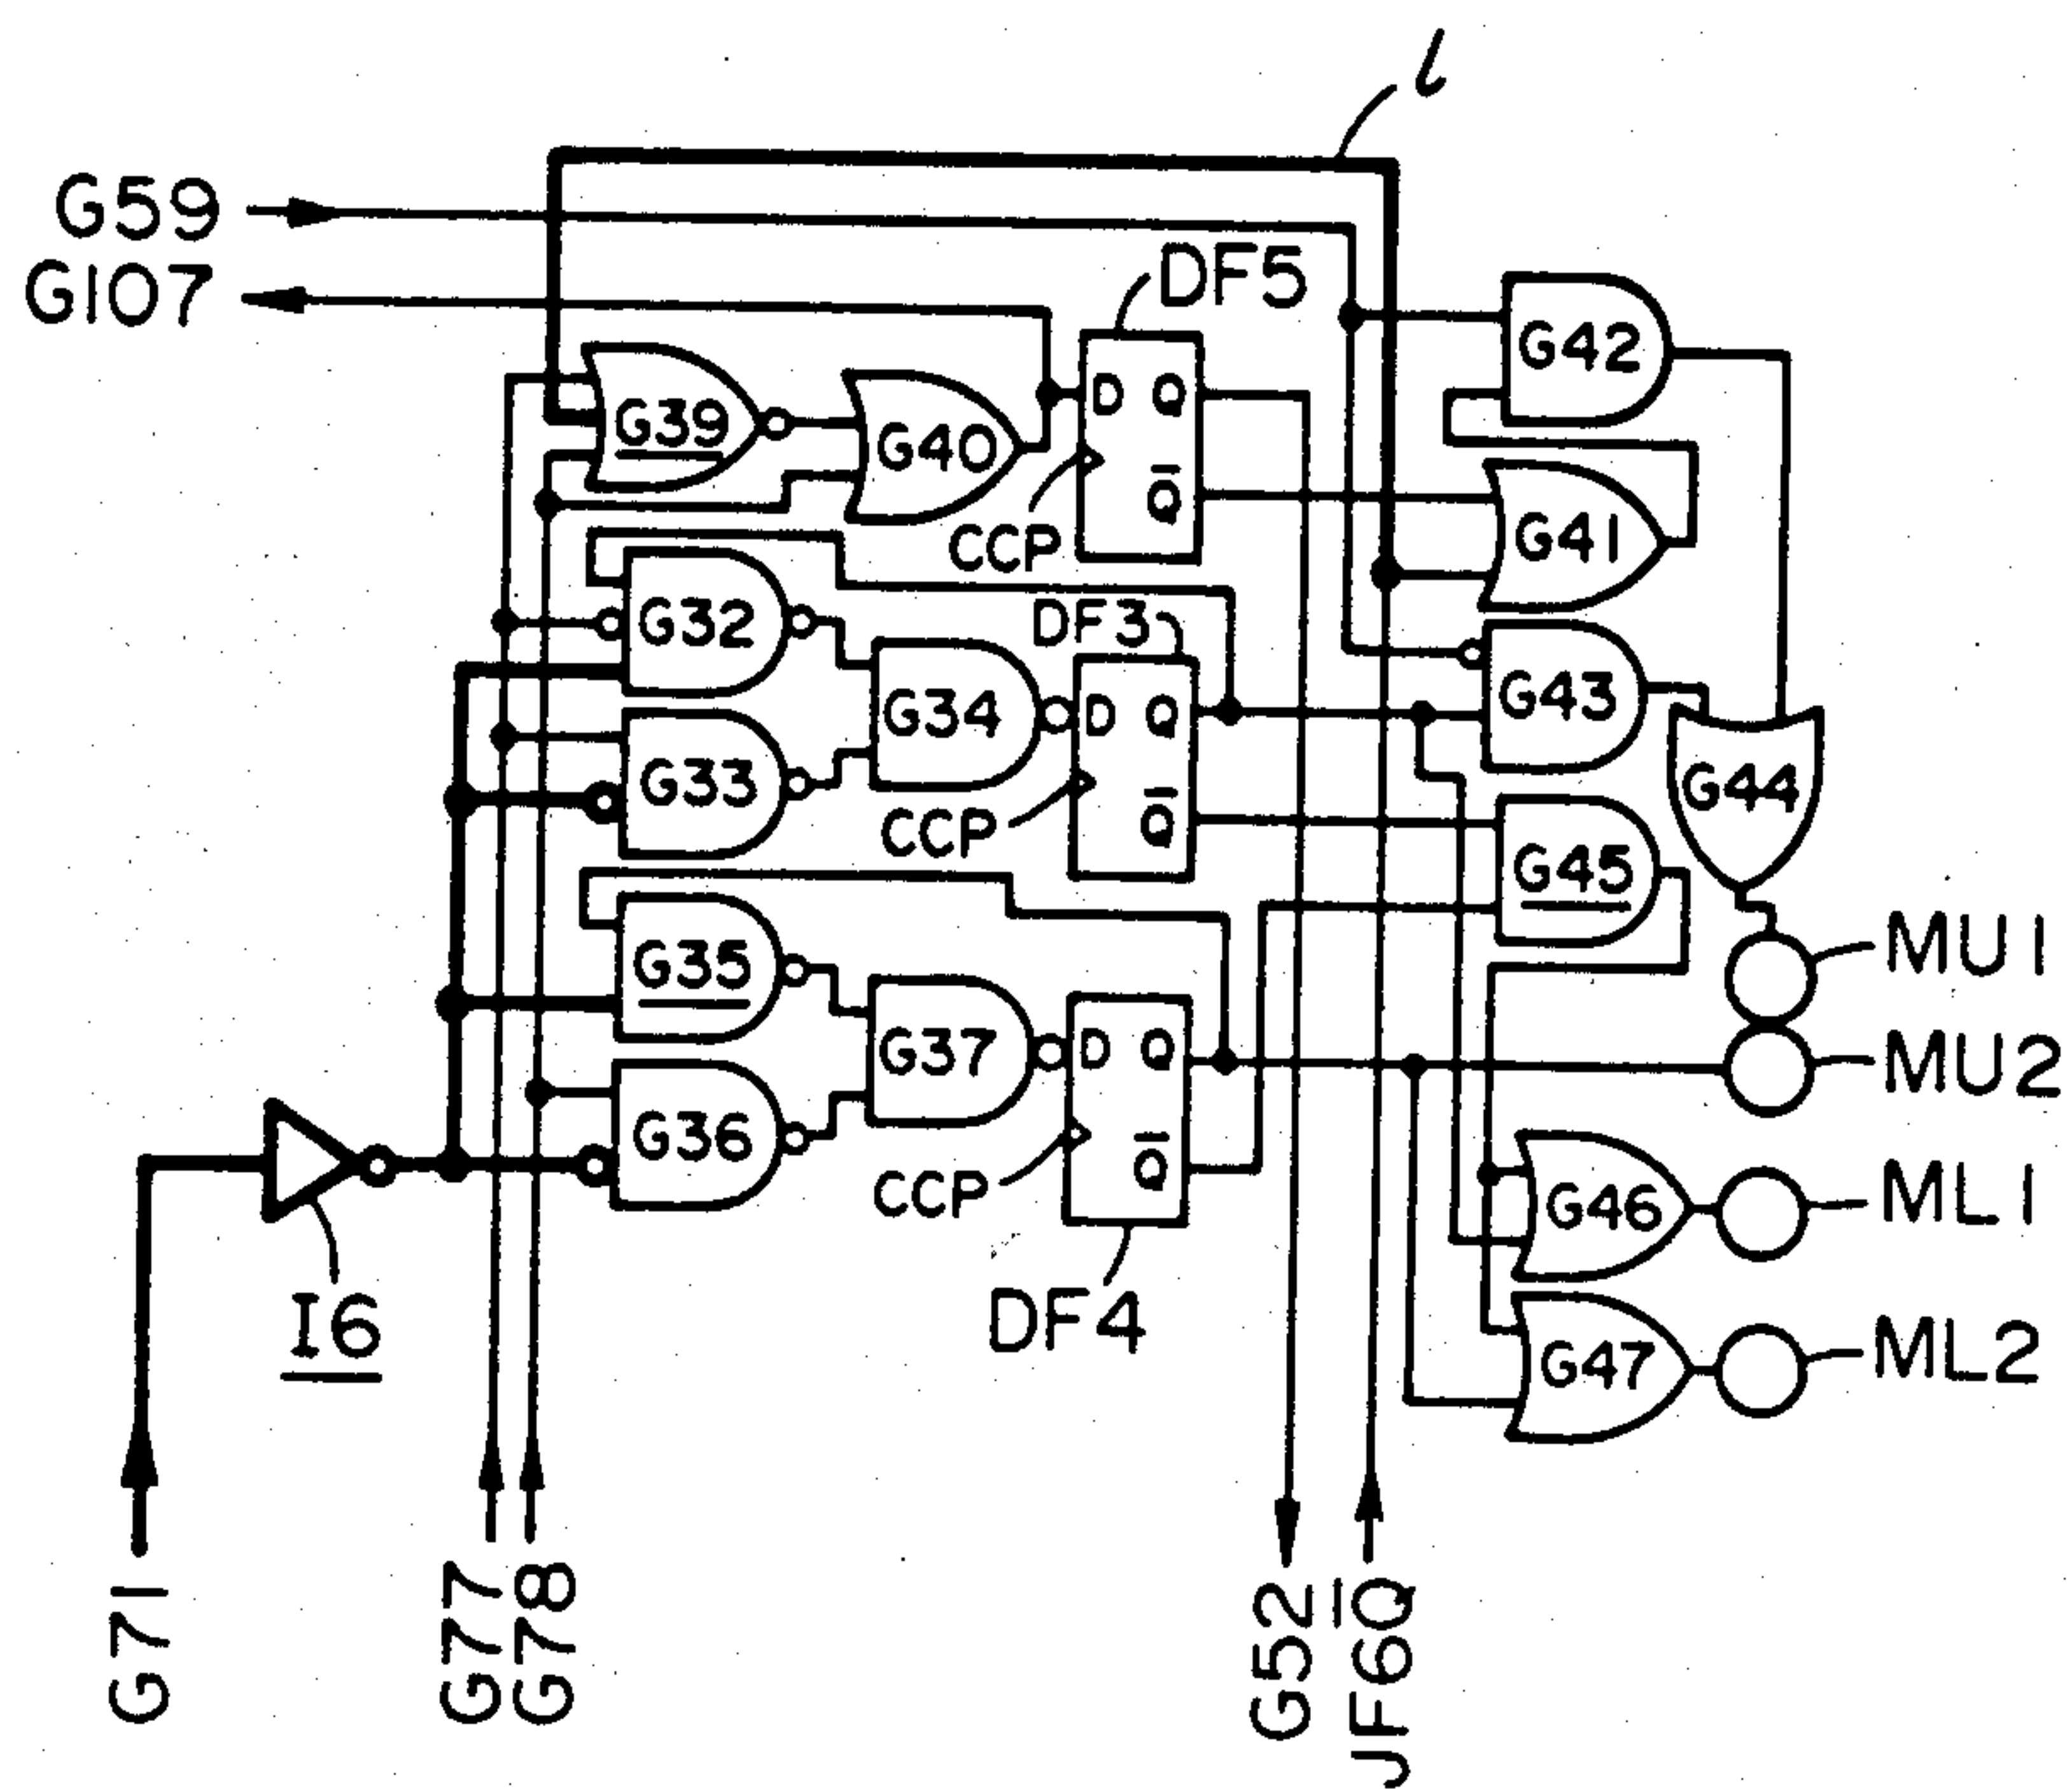 l
G59
G107
DF5
G42
D Q
G39
G40
Q̅
G41
CCP
DF3
G32
G43
G34
D Q
G33
G44
CCP
Q̅
G45
G35
MU1
G37
D Q
MU2
G36
Q̅
CCP
ML1
G46
I6
DF4
G47
ML2
G71
G77
G78
G52
JF6Q̅